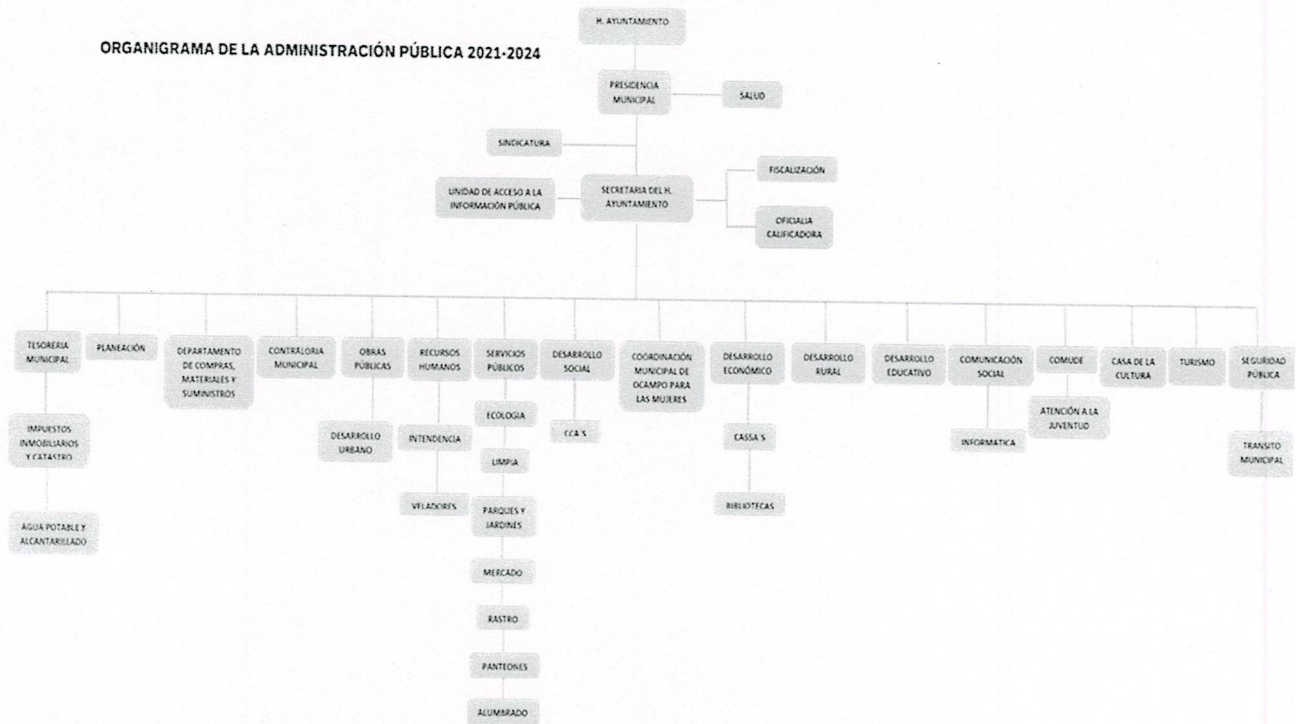 H. AYUNTAMIENTO
ORGANIGRAMA DE LA ADMINISTRACIÓN PÚBLICA 2021-2024
PRESIDENCIA
MUNICIPAL
SALUD
SINDICATURA
FISCALIZACIÓN
UNIDAD DE ACCESO A LA
INFORMACIÓN PÚBLICA
SECRETARIA DEL H.
AYUNTAMIENTO
OFICIALIA
CALIFICADORA
TESORERIA
MUNICIPAL
PLANEACIÓN
DEPARTAMENTO
DE COMPRAS,
MATERIALES Y
SUMINISTROS
CONTRALORIA
MUNICIPAL
OBRAS
PÚBLICAS
RECURSOS
HUMANOS
SERVICIOS
PÚBLICOS
DESARROLLO
SOCIAL
COORDINACIÓN
MUNICIPAL DE
OCAMPO PARA
LAS MUJERES
DESARROLLO
ECONÓMICO
DESARROLLO
RURAL
DESARROLLO
EDUCATIVO
COMUNICACIÓN
SOCIAL
COMUDE
CASA DE LA
CULTURA
TURISMO
SEGURIDAD
PÚBLICA
IMPUESTOS
INMOBILIARIOS
Y CATASTRO
DESARROLLO
URBANO
INTENDENCIA
ECOLOGIA
CCA´S
CASSA´S
INFORMATICA
ATENCIÓN A LA
JUVENTUD
TRANSITO
MUNICIPAL
LIMPIA
AGUA POTABLE Y
ALCANTARILLADO
VELADORES
PARQUES Y
JARDINES
BIBLIOTECAS
MERCADO
RASTRO
PANTEONES
ALUMBRADO